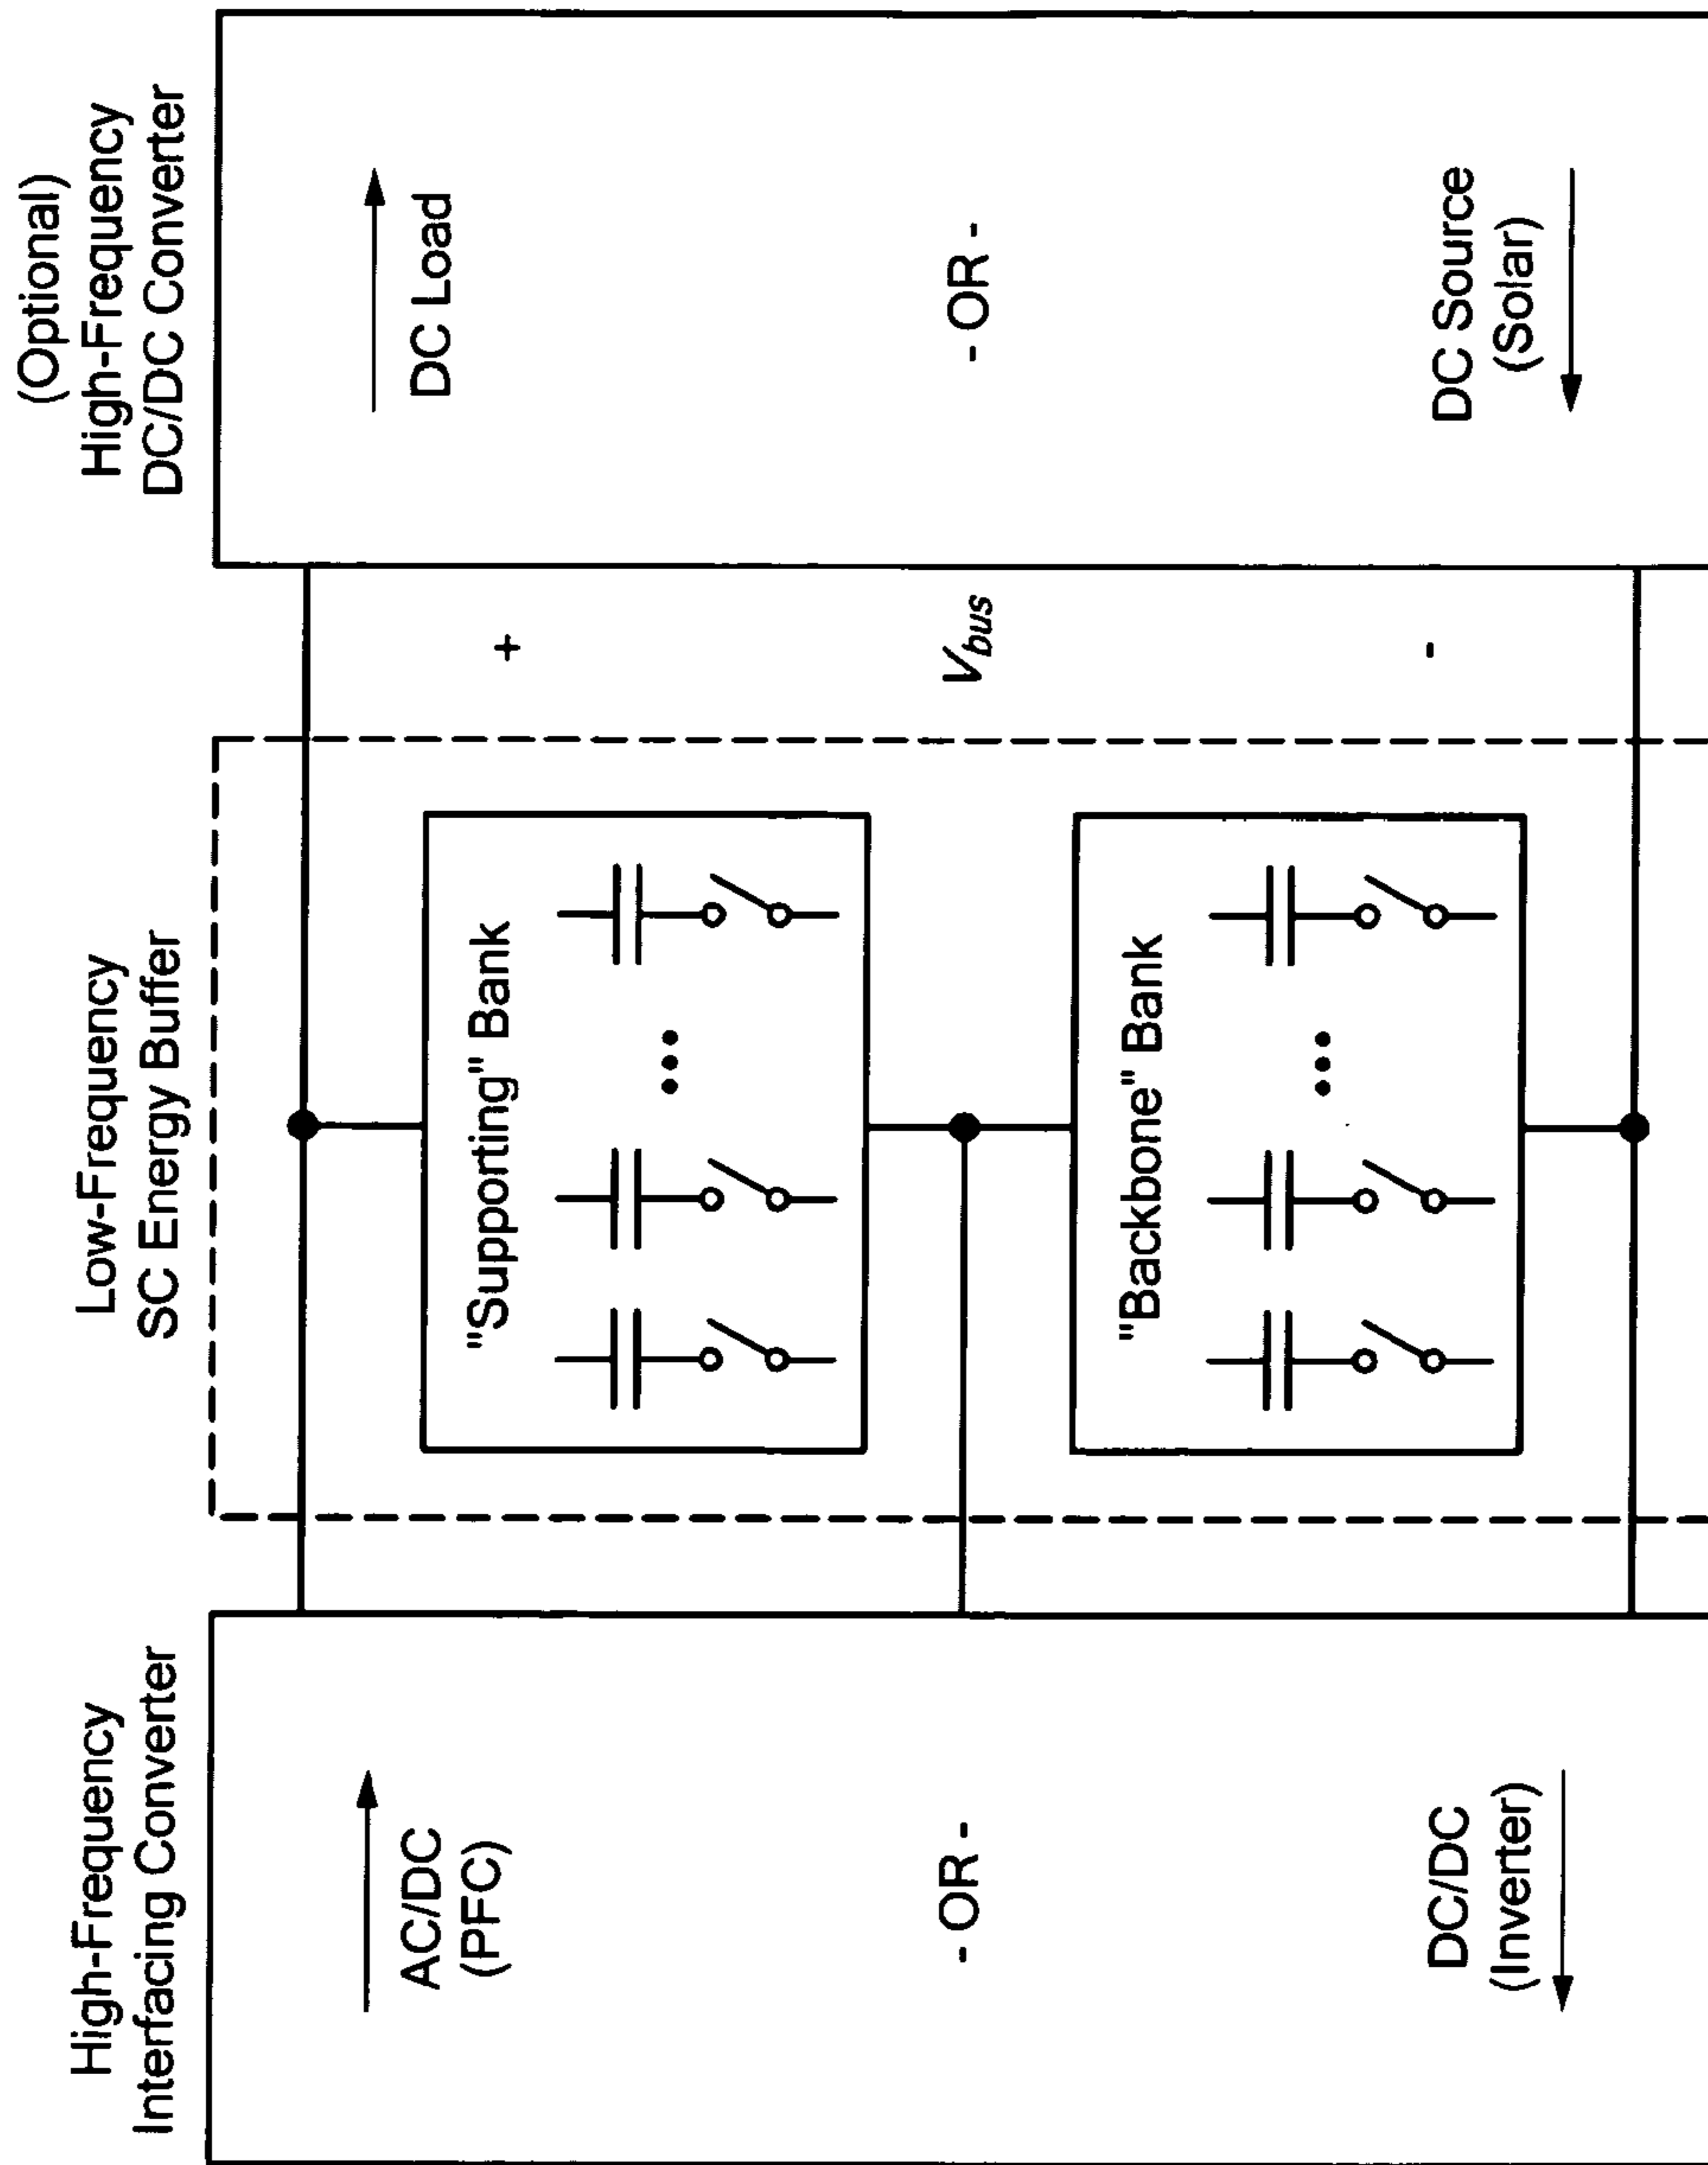 High-Frequency
Interfacing Converter
AC/DC
(PFC)
- OR -
DC/DC
(Inverter)
Low-Frequency
SC Energy Buffer
"Supporting" Bank
"Backbone" Bank
+
Vbus
-
(Optional)
High-Frequency
DC/DC Converter
DC Load
- OR -
DC Source
(Solar)